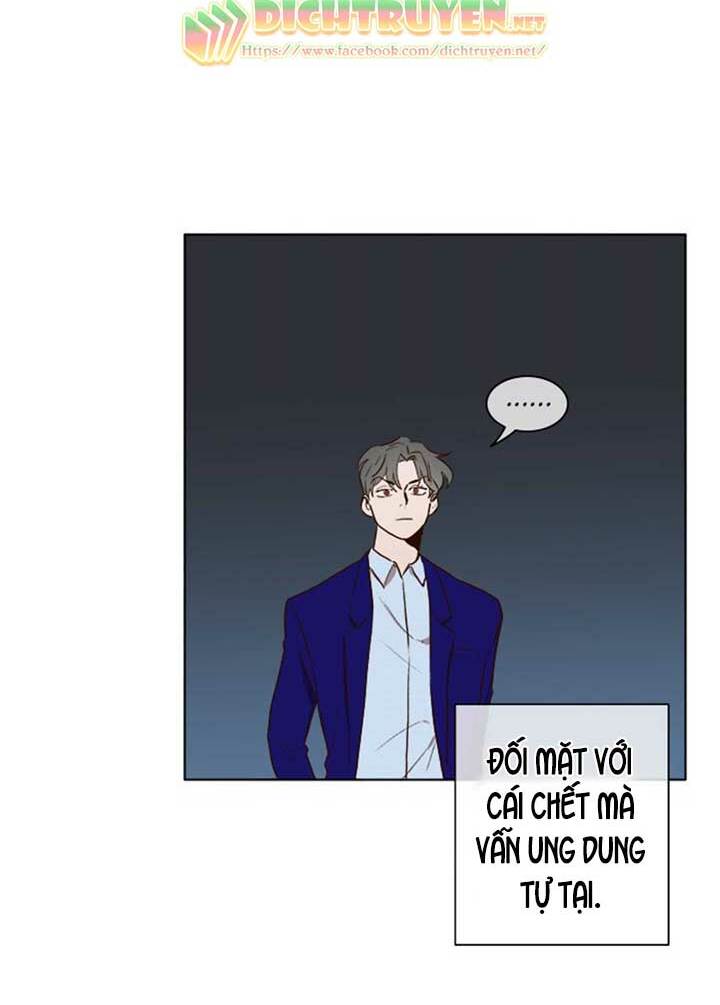 DICHTRUYEN.NET
Https://www.facebook.com/dichtruyen.net/
......
ĐỐI MẶT VỚI
CÁI CHẾT MÀ
VẪN UNG DUNG
TỰ TẠI.